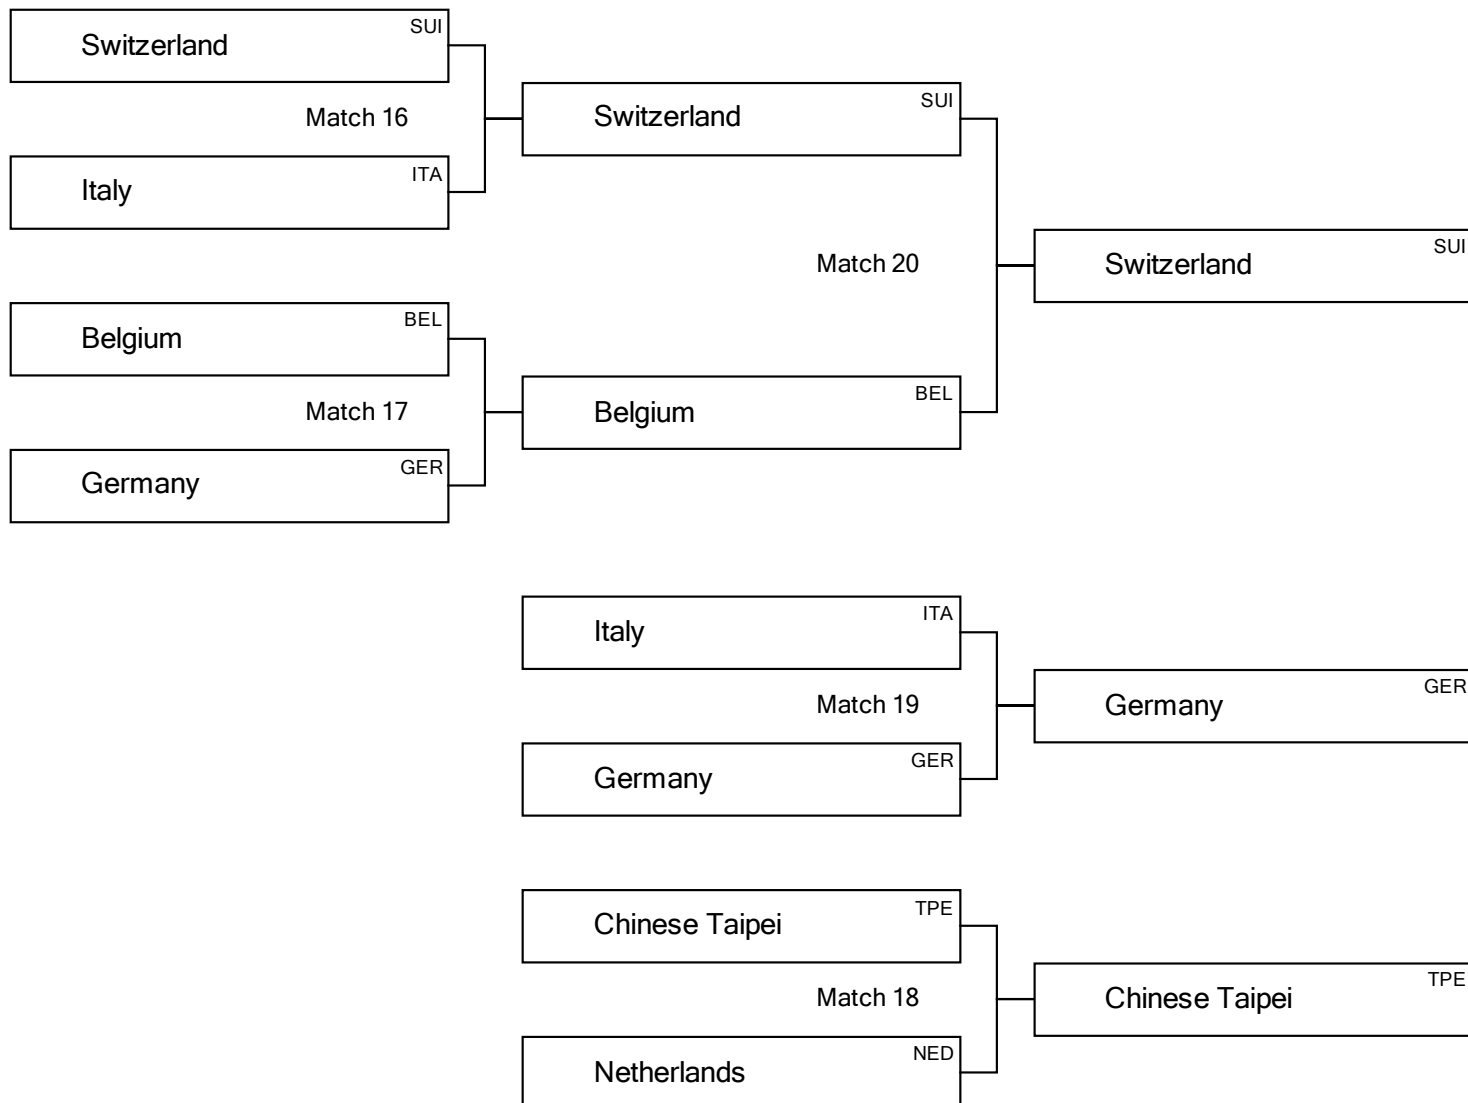 Switzerland SUI
Match 16
Switzerland SUI
Italy ITA
Match 20
Switzerland SUI
Belgium BEL
Match 17
Belgium BEL
Germany GER
Italy ITA
Match 19
Germany GER
Germany GER
Chinese Taipei TPE
Match 18
Chinese Taipei TPE
Netherlands NED